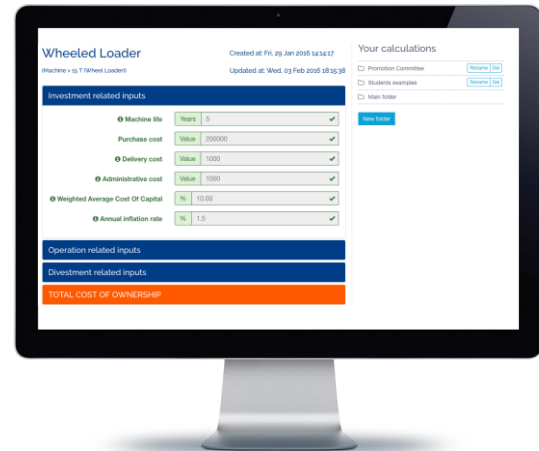 Wheeled Loader
Created at: Fri, 29 Jan 2016 14:14:17
(Machine > 15 T (Wheel Loader))
Updated at: Wed, 03 Feb 2016 18:15:38
Investment related inputs
Machine life Years 5
Purchase cost Value 200000
Delivery cost Value 1000
Administrative cost Value 1000
Weighted Average Cost Of Capital % 10.00
Annual inflation rate % 1.5
Operation related inputs
Divestment related inputs
TOTAL COST OF OWNERSHIP
Your calculations
Promotion Committee Rename Del
Students examples Rename Del
Main folder
New folder